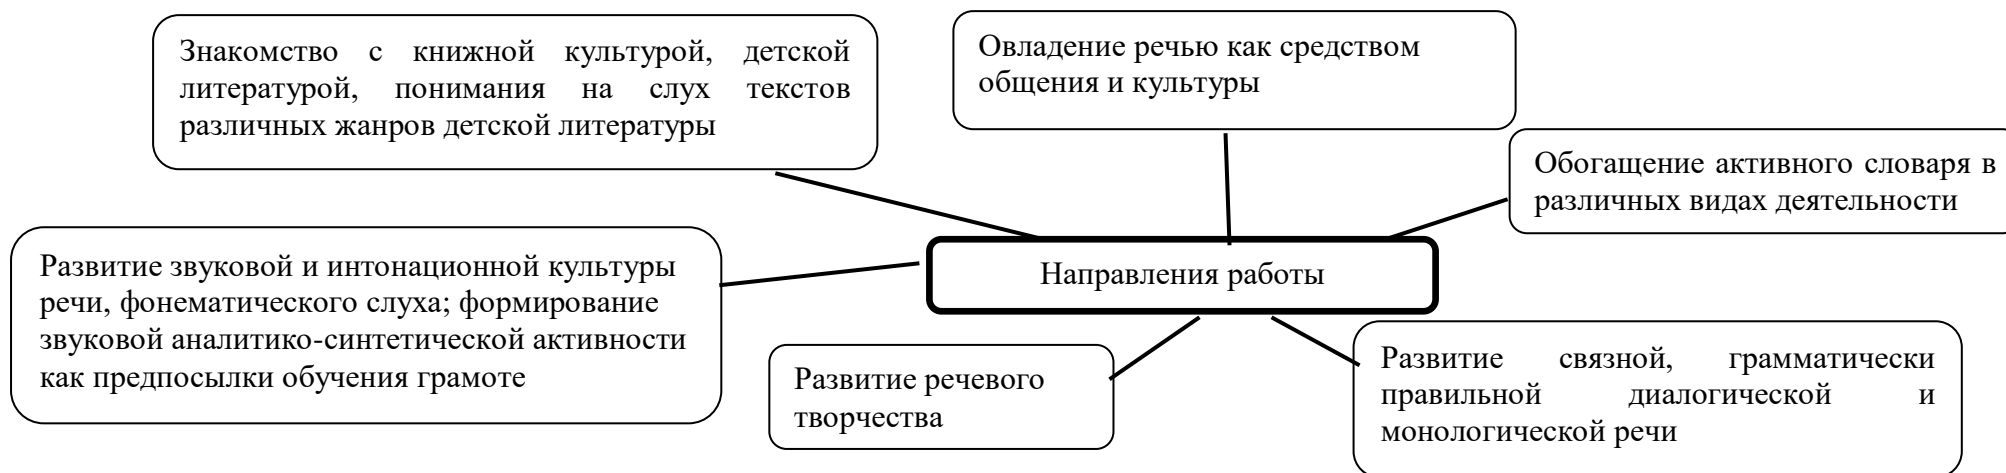 Знакомство с книжной культурой, детской
литературой, понимания на слух текстов
различных жанров детской литературы
Овладение речью как средством
общения и культуры
Обогащение активного словаря в
различных видах деятельности
Развитие звуковой и интонационной культуры
речи, фонематического слуха; формирование
звуковой аналитико-синтетической активности
как предпосылки обучения грамоте
Направления работы
Развитие речевого
творчества
Развитие связной, грамматически
правильной диалогической и
монологической речи